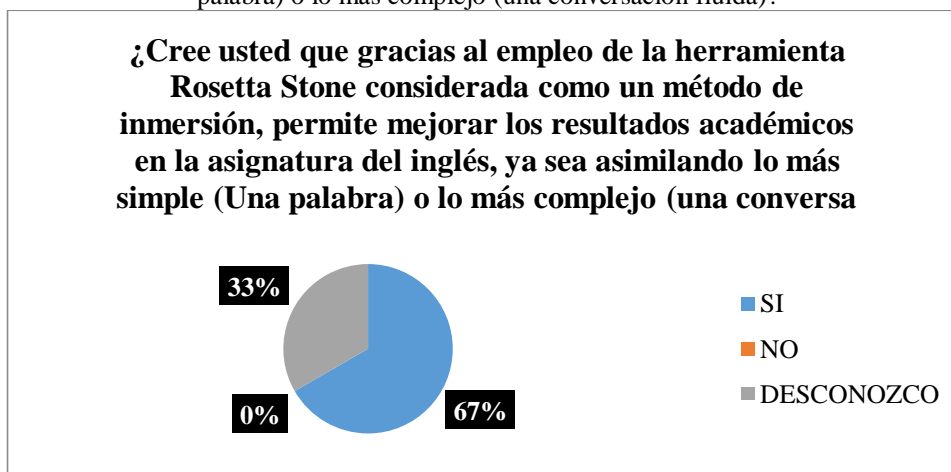 palabra) o lo más complejo (una conversación fluida)?
¿Cree usted que gracias al empleo de la herramienta
Rosetta Stone considerada como un método de
inmersión, permite mejorar los resultados académicos
en la asignatura del inglés, ya sea asimilando lo más
simple (Una palabra) o lo más complejo (una conversa
33%
SI
NO
0%
67%
DESCONOZCO